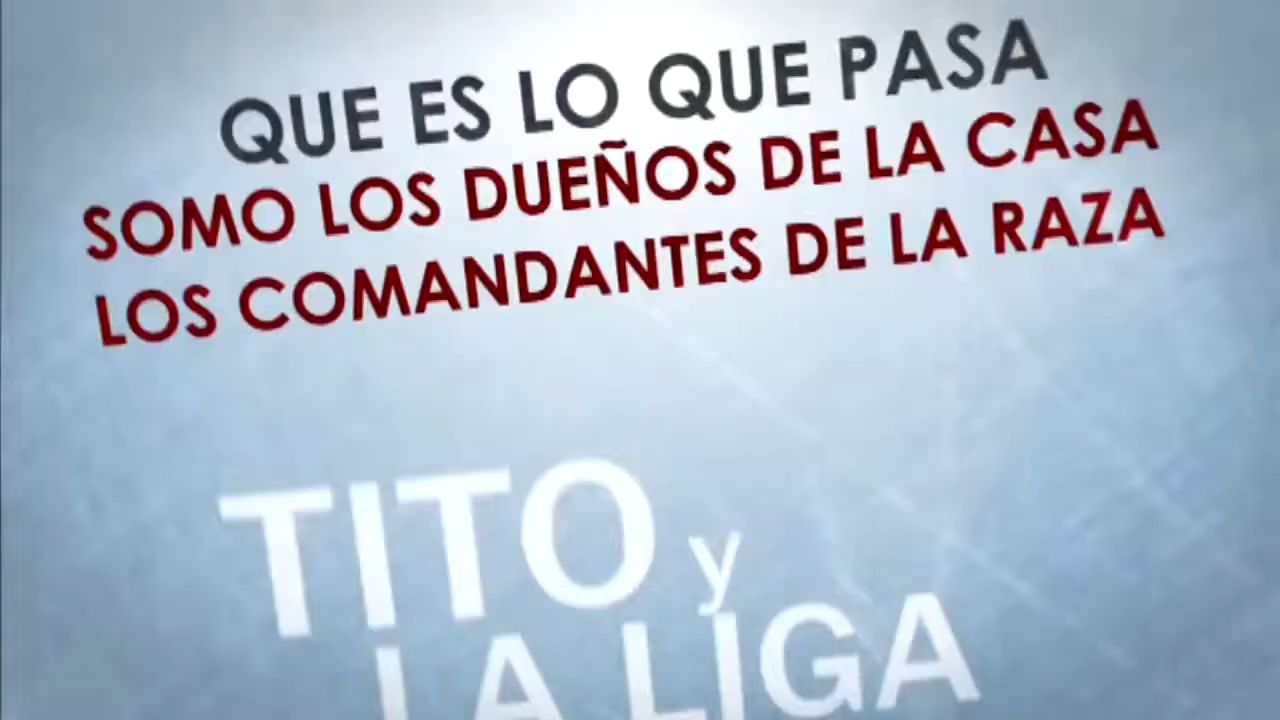 QUE ES LO QUE PASA
SOMO LOS DUEÑOS DE LA CASA
LOS COMANDANTES DE LA RAZA
TITO y
LA LIGA